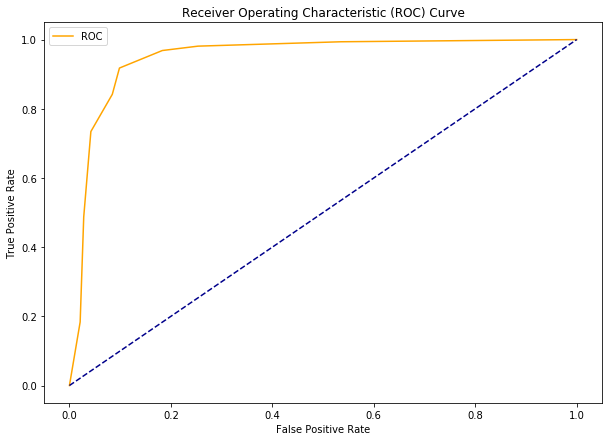 Receiver Operating Characteristic (ROC) Curve
ROC
1.0
0.8
0.6
0.4
0.2
0.0
True Positive Rate
0.0 0.2 0.4 0.6 0.8 1.0
False Positive Rate